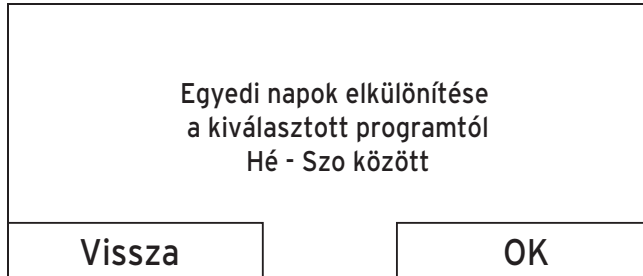 Egyedi napok elkülönítése
a kiválasztott programtól
Hé - Szo között
Vissza
OK